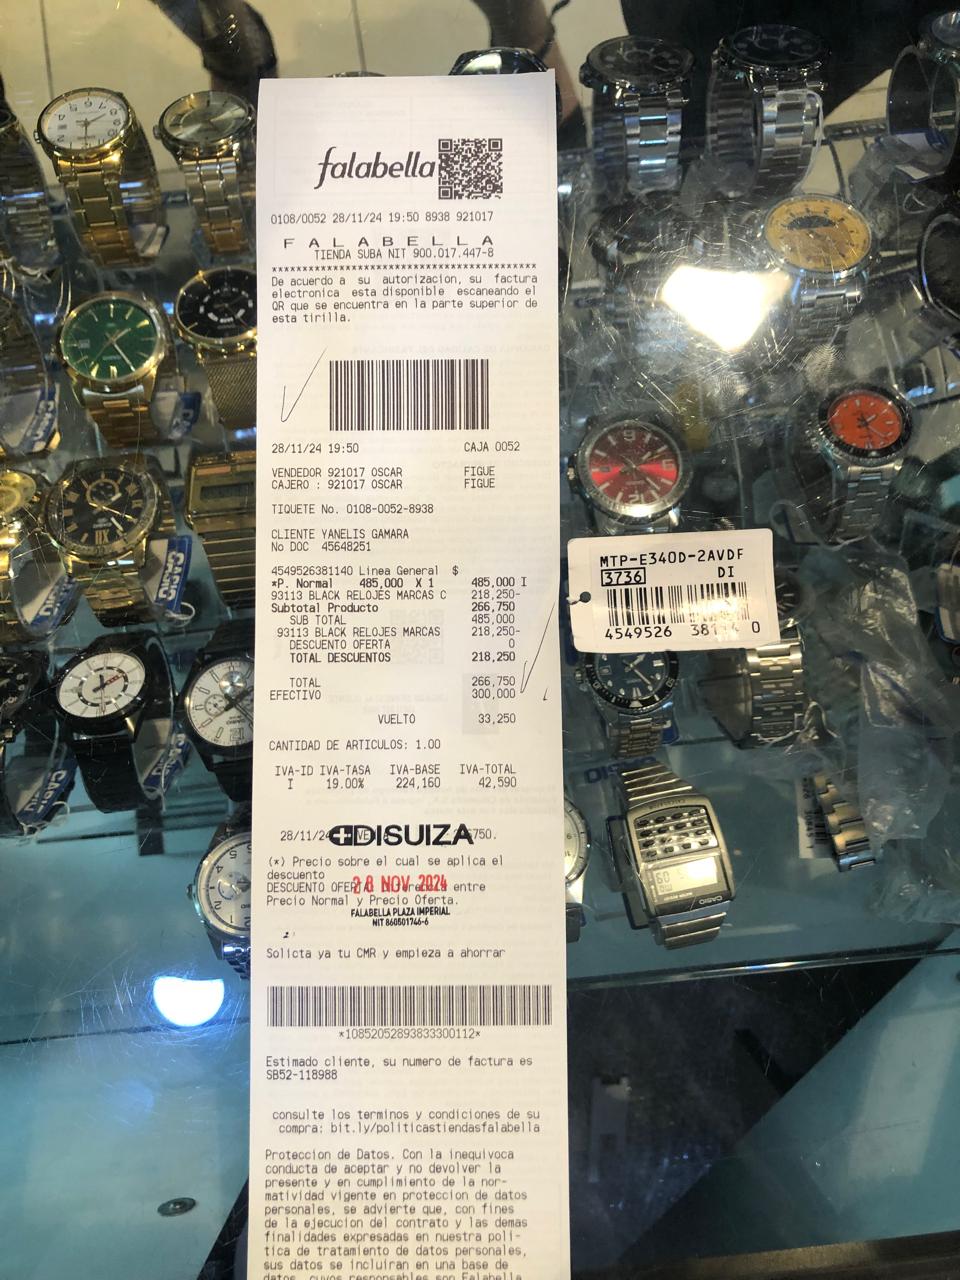 falabella
0108/0052 28/11/24 19:50 8938 921017
F A L A B E L L A
TIENDA SUBA NIT 900.017.447-8
****************************************
De acuerdo a su autorizacion, su factura
electronica esta disponible escaneando el
QR que se encuentra en la parte superior de
esta tirilla.
28/11/24 19:50 CAJA 0052
VENDEDOR 921017 OSCAR FIGUE
CAJERO : 921017 OSCAR FIGUE
TIQUETE No. 0108-0052-8938
CLIENTE YANELIS GAMARA
No DOC 45648251
4549526381140 Linea General $
*P. Normal 485,000 X 1 485,000 I
93113 BLACK RELOJES MARCAS C 218,250-
Subtotal Producto 266,750
SUB TOTAL 485,000
93113 BLACK RELOJES MARCAS 218,250-
DESCUENTO OFERTA 0
TOTAL DESCUENTOS 218,250
TOTAL 266,750
EFECTIVO 300,000
VUELTO 33,250
CANTIDAD DE ARTICULOS: 1.00
IVA-ID IVA-TASA IVA-BASE IVA-TOTAL
I 19.00% 224,160 42,590
28/11/24
DISUIZA
(*) Precio sobre el cual se aplica el
descuento
DESCUENTO entre
28 NOV 2024
Precio Normal y Precio Oferta.
FALABELLA PLAZA IMPERIAL
NIT 860501746-6
Solicta ya tu CMR y empieza a ahorrar
*10852052893833300112*
Estimado cliente, su numero de factura es
SB52-118988
consulte los terminos y condiciones de su
compra: bit.ly/politicastiendasfalabella
Proteccion de Datos. Con la inequivoca
conducta de aceptar y no devolver la
presente y en cumplimiento de la nor-
matividad vigente en proteccion de datos
personales, se advierte que, con fines
de la ejecucion del contrato y las demas
finalidades expresadas en nuestra poli-
tica de tratamiento de datos personales,
sus datos se incluiran en una base de
datos, cuyos responsables son Falabella
MTP-E340D-2AVDF
3736 DI
4549526 0
CASIO
CASIO
CASIO
CASIO
CASIO